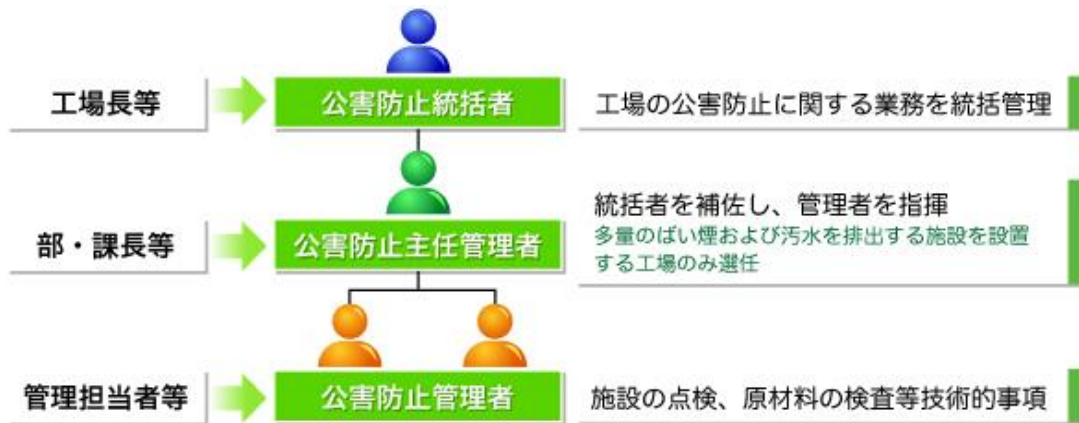 工場長等
公害防止統括者
工場の公害防止に関する業務を統括管理
部・課長等
公害防止主任管理者
統括者を補佐し、管理者を指揮
多量のばい煙および汚水を排出する施設を設置
する工場のみ選任
管理担当者等
公害防止管理者
施設の点検、原材料の検査等技術的事項